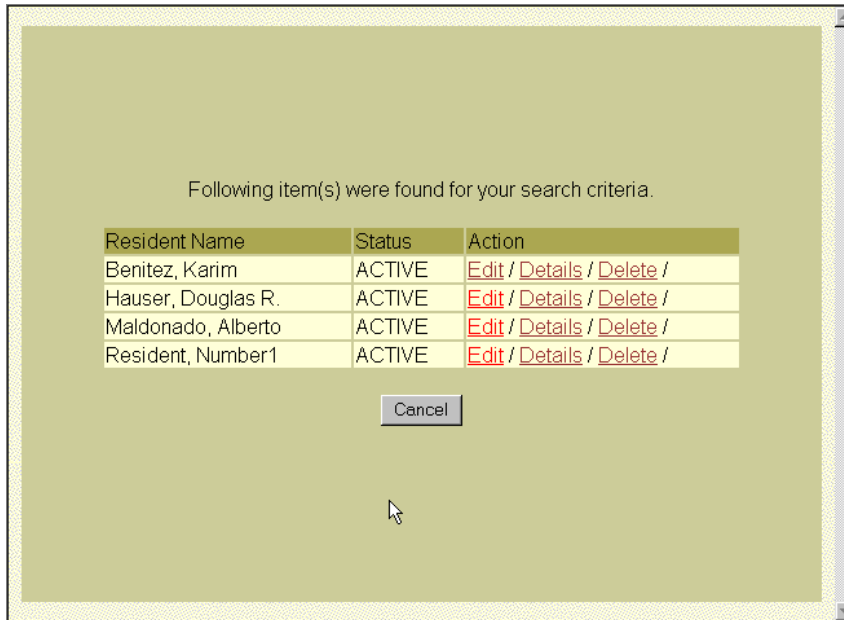 Following item(s) were found for your search criteria.
Resident Name Status Action
Benitez, Karim ACTIVE Edit / Details / Delete /
Hauser, Douglas R. ACTIVE Edit / Details / Delete /
Maldonado, Alberto ACTIVE Edit / Details / Delete /
Resident, Number1 ACTIVE Edit / Details / Delete /
Cancel